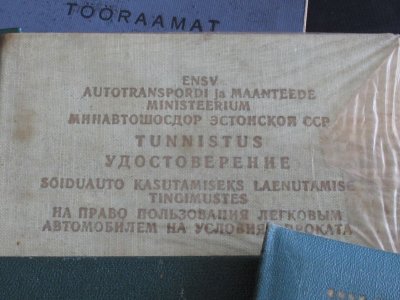 TÖÖRAAMAT
ENSV
AUTOTRANSPORDI ja MAANTEEDE
MINISTEERIUM
МИНАВТОШОСДОР ЭСТОНСКОЙ ССР
TUNNISTUS
УДОСТОВЕРЕНИЕ
SÕIDUAUTO KASUTAMISEKS LAENUTAMISE
TINGIMUSTES
НА ПРАВО ПОЛЬЗОВАНИЯ ЛЕГКОВЫМ
АВТОМОБИЛЕМ НА УСЛОВИЯХ ПРОКАТА